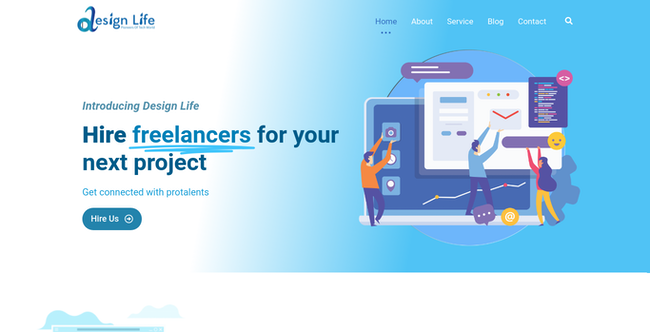 design Life
Home About Service Blog Contact
Introducing Design Life
Hire freelancers for your
next project
Get connected with protalents
Hire Us
<>
@